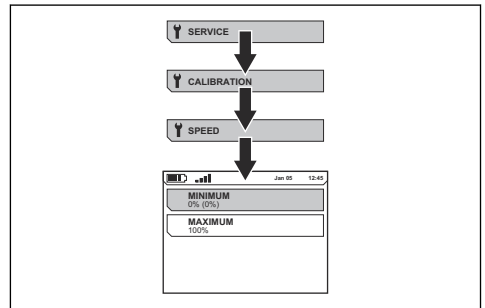 SERVICE
CALIBRATION
SPEED
Jan 05 12:45
MINIMUM
0% (0%)
MAXIMUM
100%